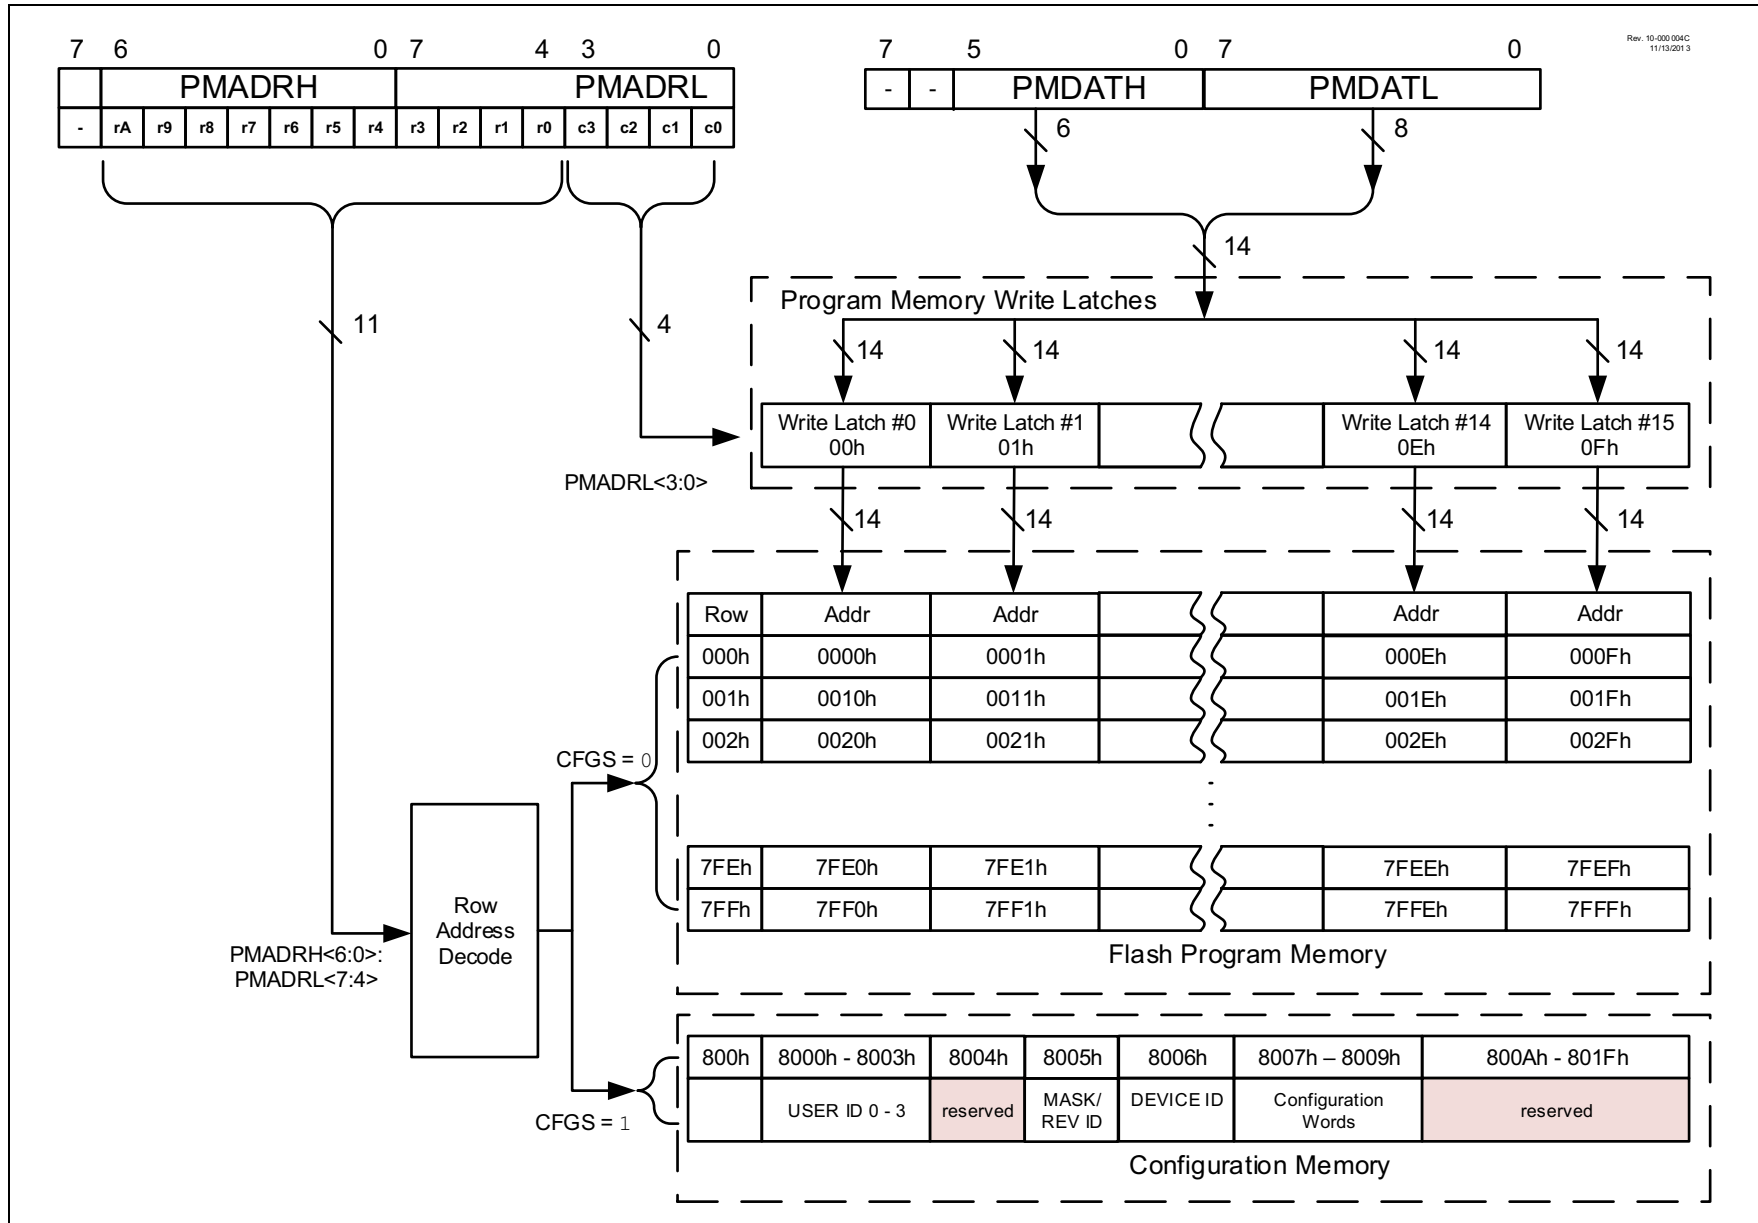 7 6 0 7 4 3 0
7 5 0 7 0
Rev. 10-000 004C
11/13/2013
PMADRH PMADRL
- - PMDATH PMDATL
- rA r9 r8 r7 r6 r5 r4 r3 r2 r1 r0 c3 c2 c1 c0
6 8
14
11 4
Program Memory Write Latches
14 14 14 14
Write Latch #0
00h
Write Latch #1
01h
Write Latch #14
0Eh
Write Latch #15
0Fh
PMADRL<3:0>
14 14 14 14
Row Addr Addr Addr Addr
000h 0000h 0001h 000Eh 000Fh
001h 0010h 0011h 001Eh 001Fh
002h 0020h 0021h 002Eh 002Fh
CFGS = 0
7FEh 7FE0h 7FE1h 7FEEh 7FEFh
7FFh 7FF0h 7FF1h 7FFEh 7FFFh
Flash Program Memory
Row
Address
Decode
PMADRH<6:0>:
PMADRL<7:4>
800h 8000h - 8003h 8004h 8005h 8006h 8007h – 8009h 800Ah - 801Fh
USER ID 0 - 3
reserved
MASK/
REV ID
DEVICE ID
Configuration
Words
reserved
CFGS = 1
Configuration Memory